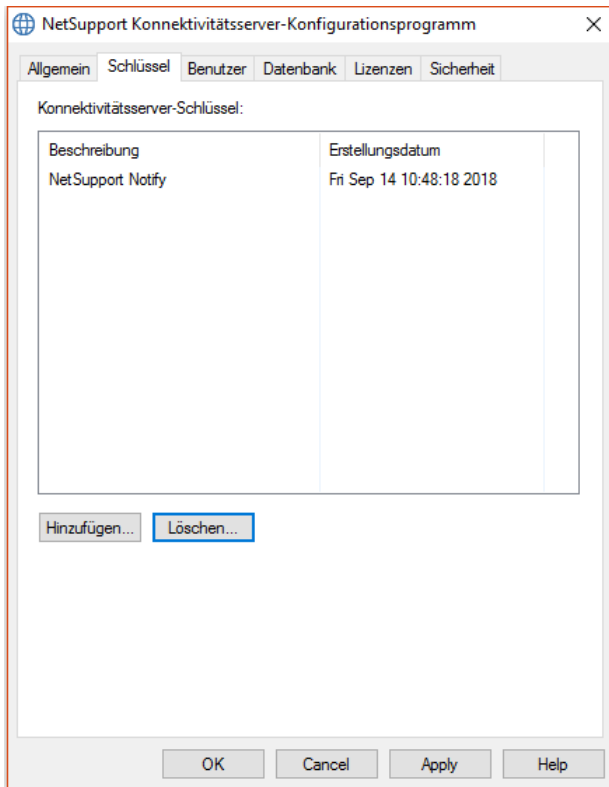 NetSupport Konnektivitätsserver-Konfigurationsprogramm
Allgemein Schlüssel Benutzer Datenbank Lizenzen Sicherheit
Konnektivitätsserver-Schlüssel:
Beschreibung Erstellungsdatum
NetSupport Notify Fri Sep 14 10:48:18 2018
Hinzufügen... Löschen...
OK Cancel Apply Help